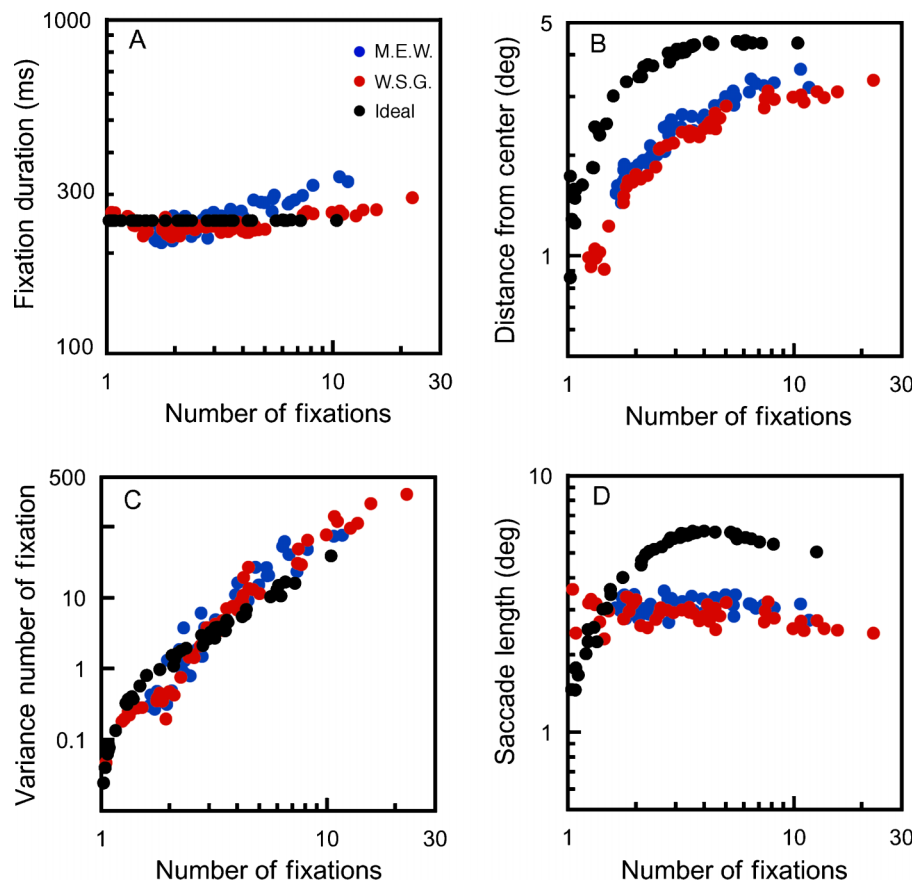 A
1000
300
100
Fixation duration (ms)
M.E.W.
W.S.G.
Ideal
1
10
30
Number of fixations
B
5
1
Distance from center (deg)
1
10
30
Number of fixations
C
500
10
1
0.1
Variance number of fixation
1
10
30
Number of fixations
D
10
1
Saccade length (deg)
1
10
30
Number of fixations